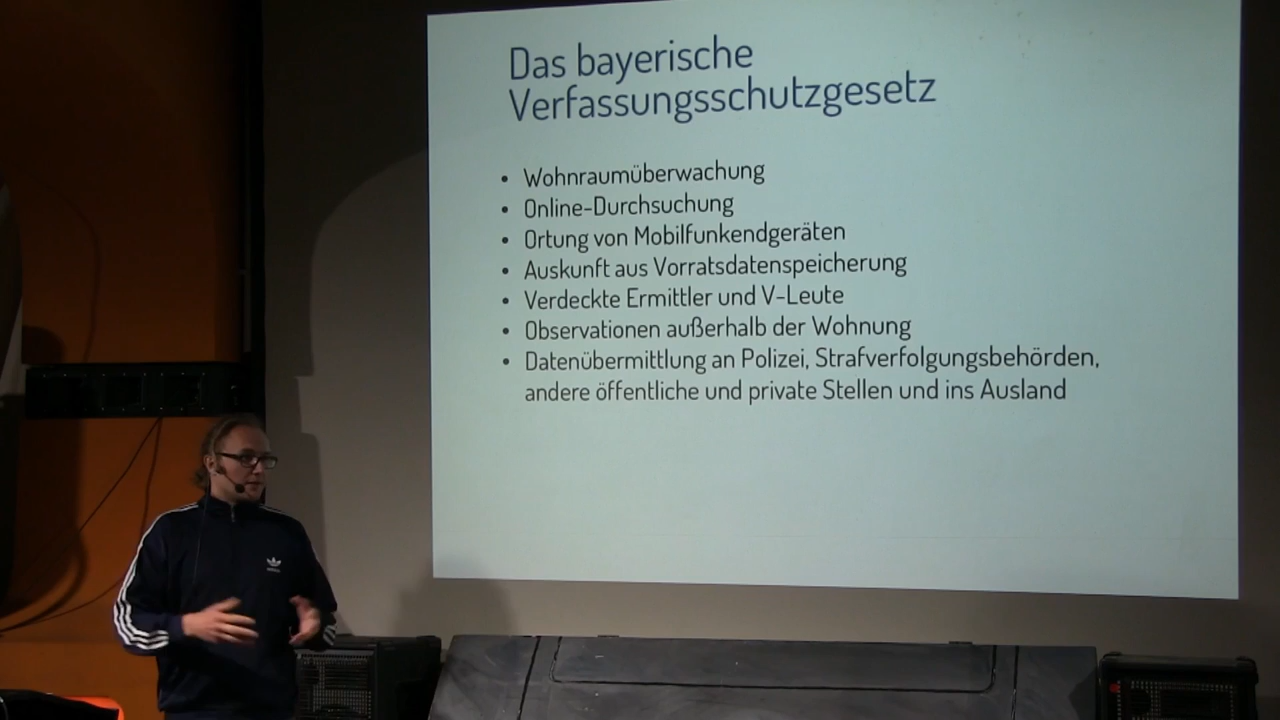 Das bayerische
Verfassungsschutzgesetz
• Wohnraumüberwachung
• Online-Durchsuchung
• Ortung von Mobilfunkendgeräten
• Auskunft aus Vorratsdatenspeicherung
• Verdeckte Ermittler und V-Leute
• Observationen außerhalb der Wohnung
• Datenübermittlung an Polizei, Strafverfolgungsbehörden,
andere öffentliche und private Stellen und ins Ausland